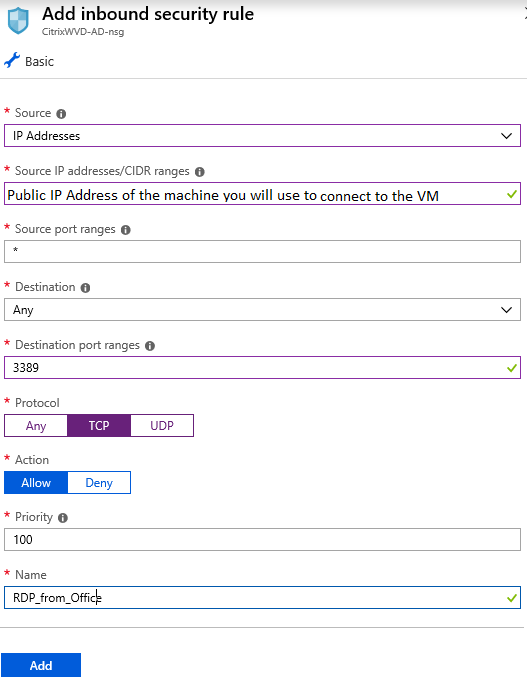 Add inbound security rule
CitrixWVD-AD-nsg
Basic
* Source
IP Addresses
* Source IP addresses/CIDR ranges
Public IP Address of the machine you will use to connect to the VM
* Source port ranges
*
* Destination
Any
* Destination port ranges
3389
* Protocol
Any TCP UDP
* Action
Allow Deny
* Priority
100
* Name
RDP_from_Office
Add